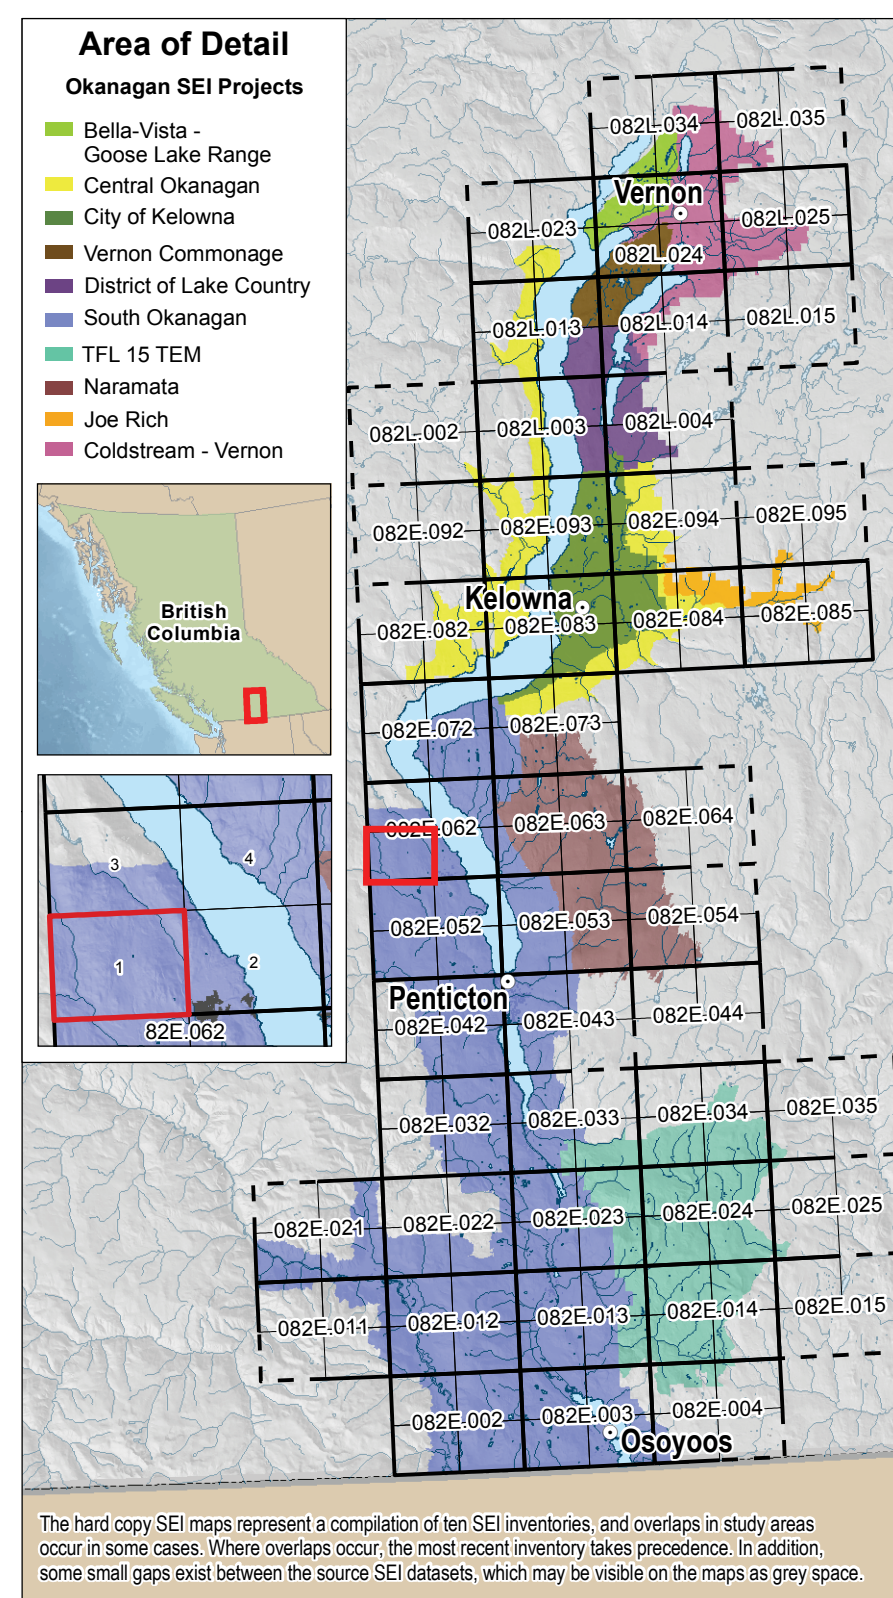 Area of Detail
Okanagan SEI Projects
Bella-Vista -
Goose Lake Range
Central Okanagan
City of Kelowna
Vernon Commonage
District of Lake Country
South Okanagan
TFL 15 TEM
Naramata
Joe Rich
Coldstream - Vernon
British
Columbia
3
4
1
2
82E.062
082L.034
082L.035
Vernon
082L.023
082L.025
082L.024
082L.013
082L.014
082L.015
082L.002
082L.003
082L.004
082E.092
082E.093
082E.094
082E.095
Kelowna
082E.082
082E.083
082E.084
082E.085
082E.072
082E.073
082E.062
082E.063
082E.064
082E.052
082E.053
082E.054
Penticton
082E.042
082E.043
082E.044
082E.032
082E.033
082E.034
082E.035
082E.021
082E.022
082E.023
082E.024
082E.025
082E.011
082E.012
082E.013
082E.014
082E.015
082E.002
082E.003
082E.004
Osoyoos
The hard copy SEI maps represent a compilation of ten SEI inventories, and overlaps in study areas
occur in some cases. Where overlaps occur, the most recent inventory takes precedence. In addition,
some small gaps exist between the source SEI datasets, which may be visible on the maps as grey space.